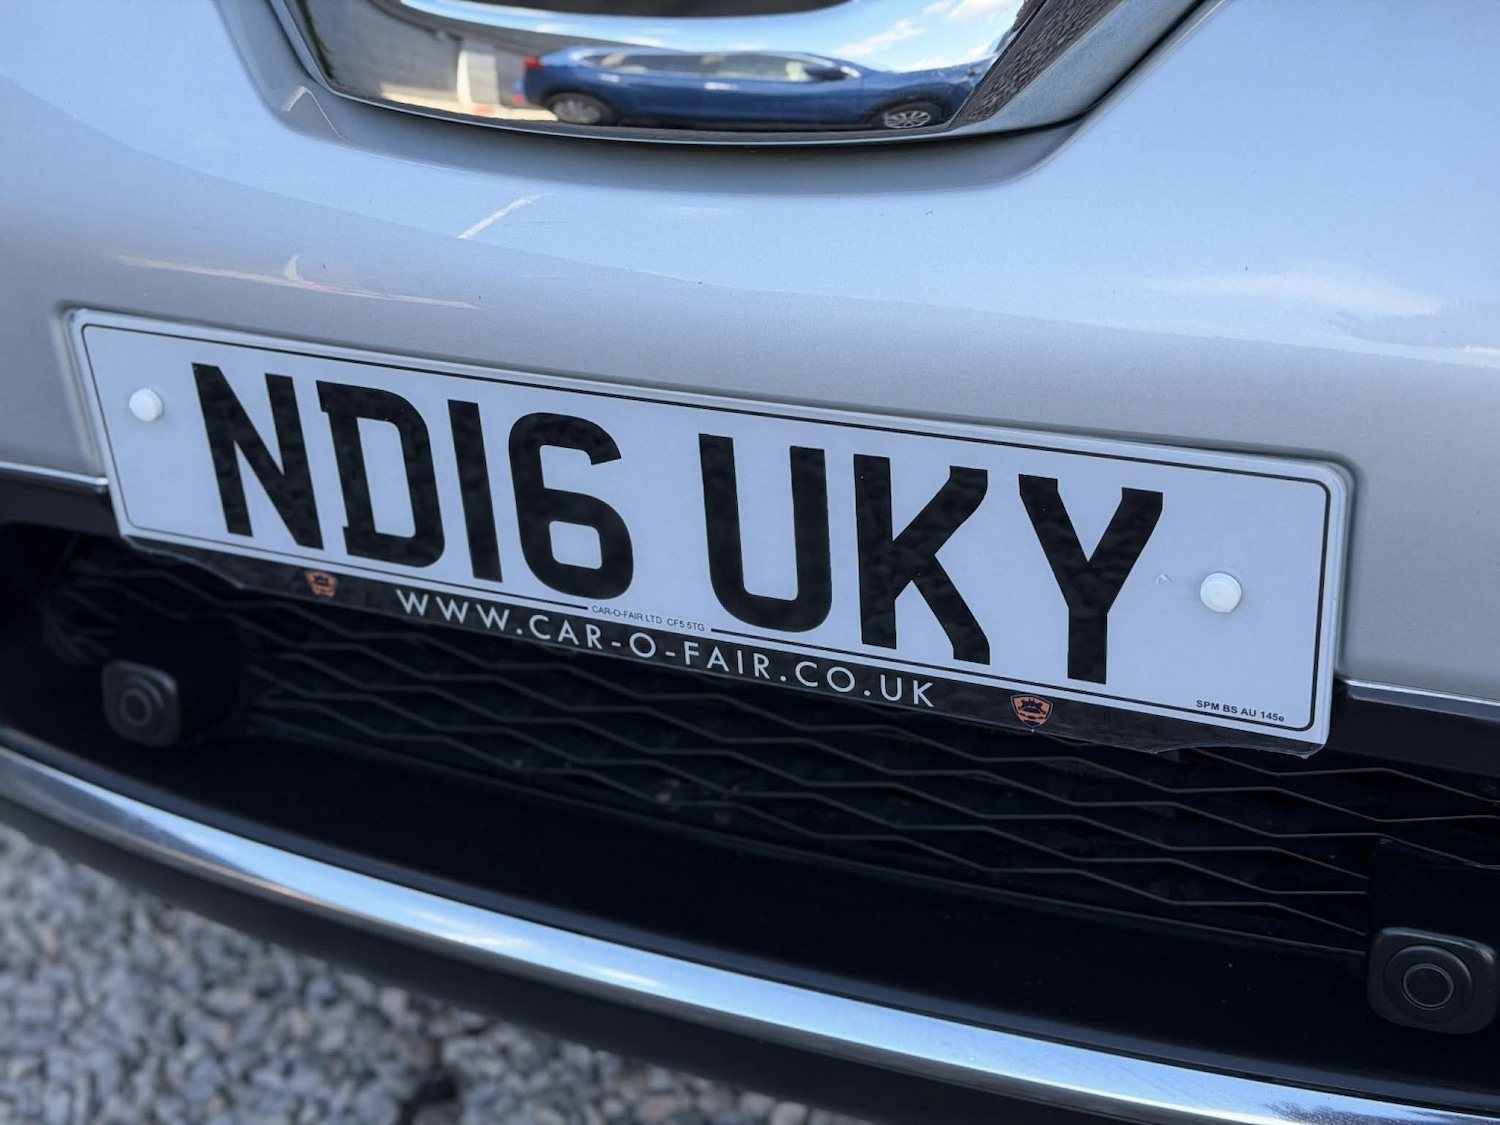 ND16 UKY
CAR-O-FAIR LTD CF5 5TG
SPM BS AU 145e
WWW.CAR-O-FAIR.CO.UK